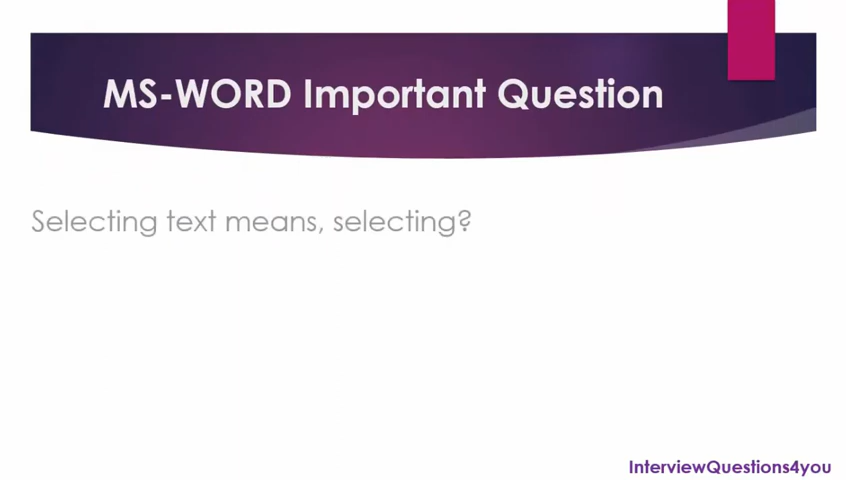 MS-WORD Important Question
Selecting text means, selecting?
InterviewQuestions4you